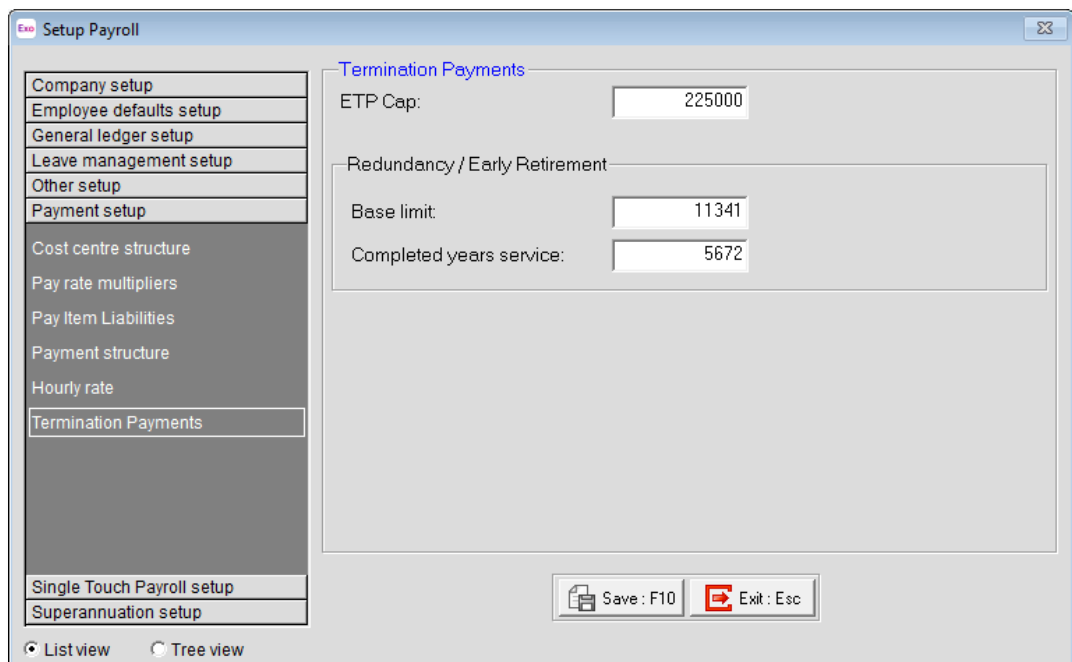 Exo Setup Payroll
Company setup
Employee defaults setup
General ledger setup
Leave management setup
Other setup
Payment setup
Cost centre structure
Pay rate multipliers
Pay Item Liabilities
Payment structure
Hourly rate
Termination Payments
Single Touch Payroll setup
Superannuation setup
List view Tree view
Termination Payments
ETP Cap: 225000
Redundancy / Early Retirement
Base limit: 11341
Completed years service: 5672
Save : F10 Exit : Esc